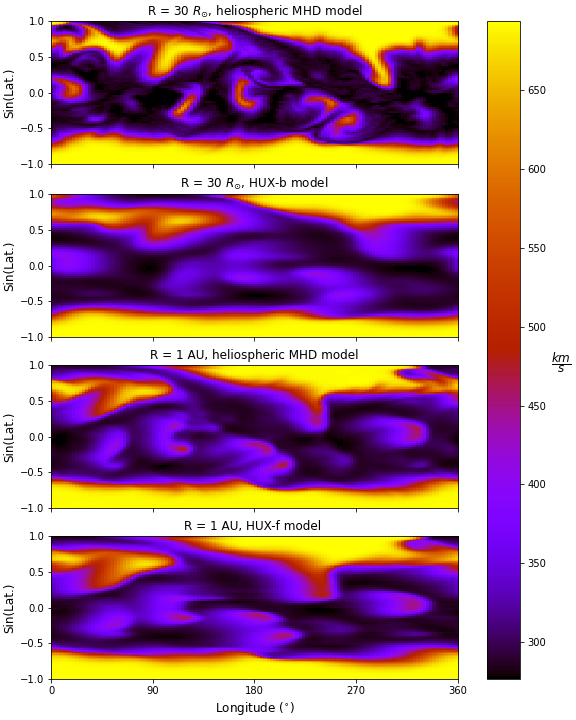 R = 30 R⊙, heliospheric MHD model
1.0
0.5
0.0
−0.5
−1.0
Sin(Lat.)
R = 30 R⊙, HUX-b model
1.0
0.5
0.0
−0.5
−1.0
Sin(Lat.)
R = 1 AU, heliospheric MHD model
1.0
0.5
0.0
−0.5
−1.0
Sin(Lat.)
R = 1 AU, HUX-f model
1.0
0.5
0.0
−0.5
−1.0
Sin(Lat.)
0 90 180 270 360
Longitude (°)
650
600
550
500
450
400
350
300
km
s